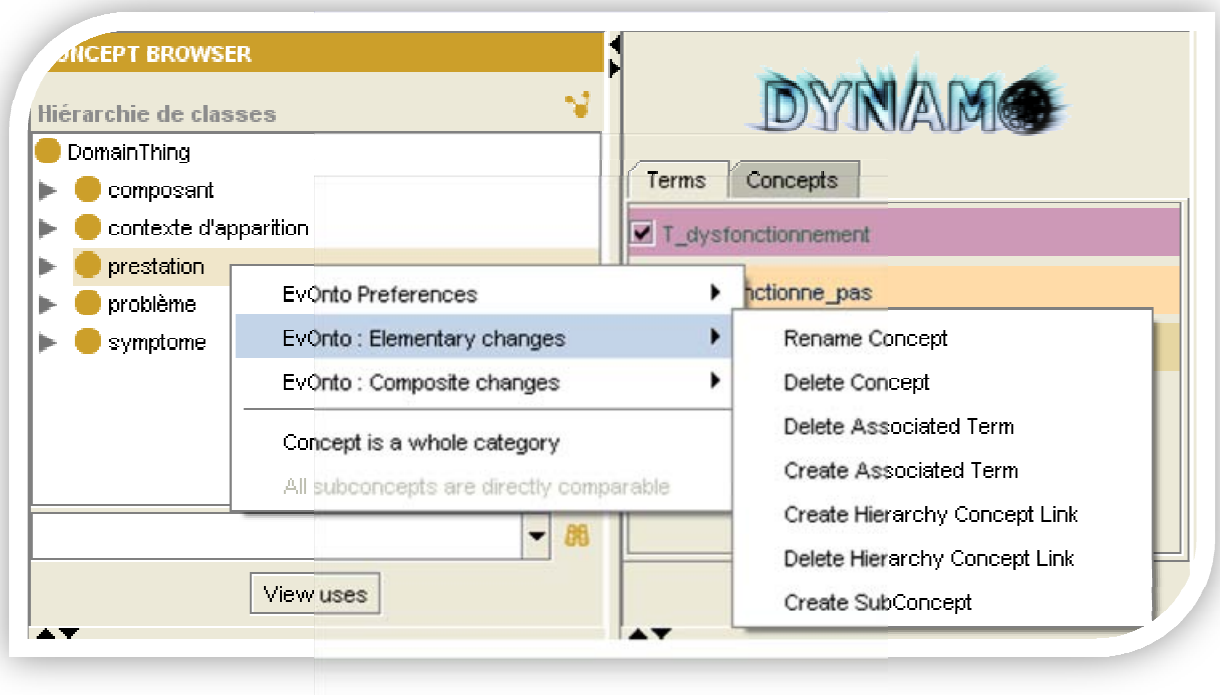 ONCEPT BROWSER
Hiérarchie de classes
DomainThing
composant
contexte d'apparition
prestation
problème
symptome
EvOnto Preferences
EvOnto : Elementary changes
EvOnto : Composite changes
Concept is a whole category
All subconcepts are directly comparable
View uses
DYNAMO
Terms
Concepts
T_dysfonctionnement
nctionne_pas
Rename Concept
Delete Concept
Delete Associated Term
Create Associated Term
Create Hierarchy Concept Link
Delete Hierarchy Concept Link
Create SubConcept